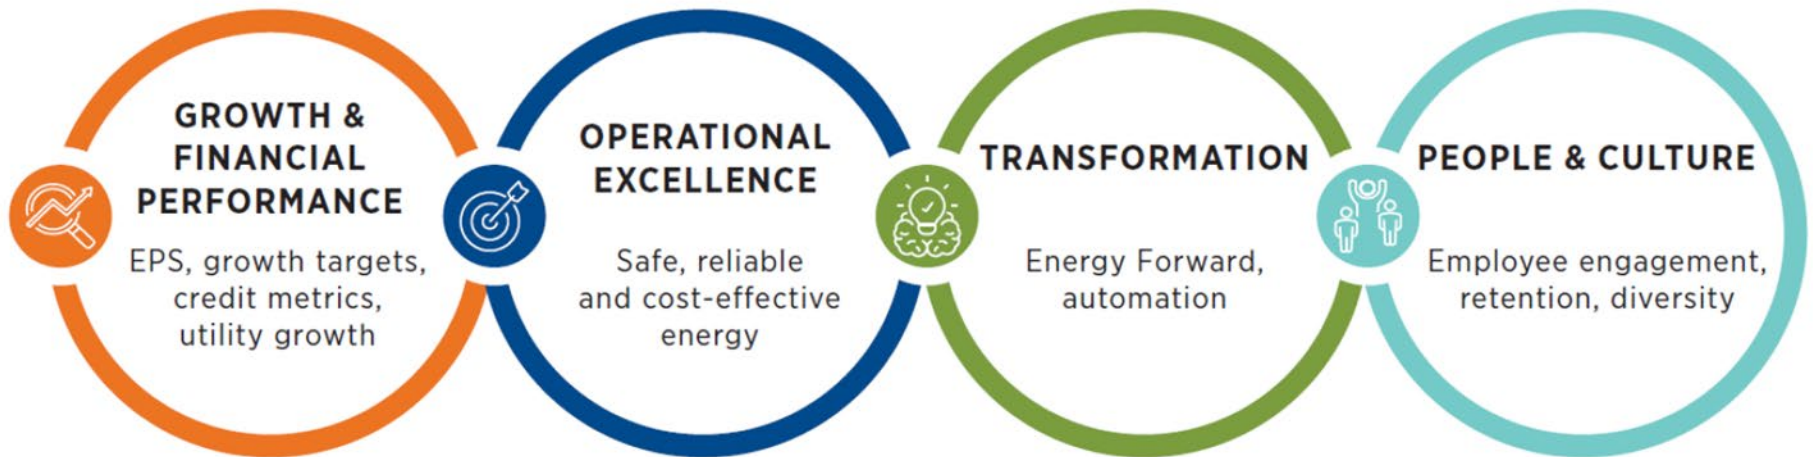 GROWTH &
FINANCIAL
PERFORMANCE
EPS, growth targets,
credit metrics,
utility growth
OPERATIONAL
EXCELLENCE
Safe, reliable
and cost-effective
energy
TRANSFORMATION
Energy Forward,
automation
PEOPLE & CULTURE
Employee engagement,
retention, diversity